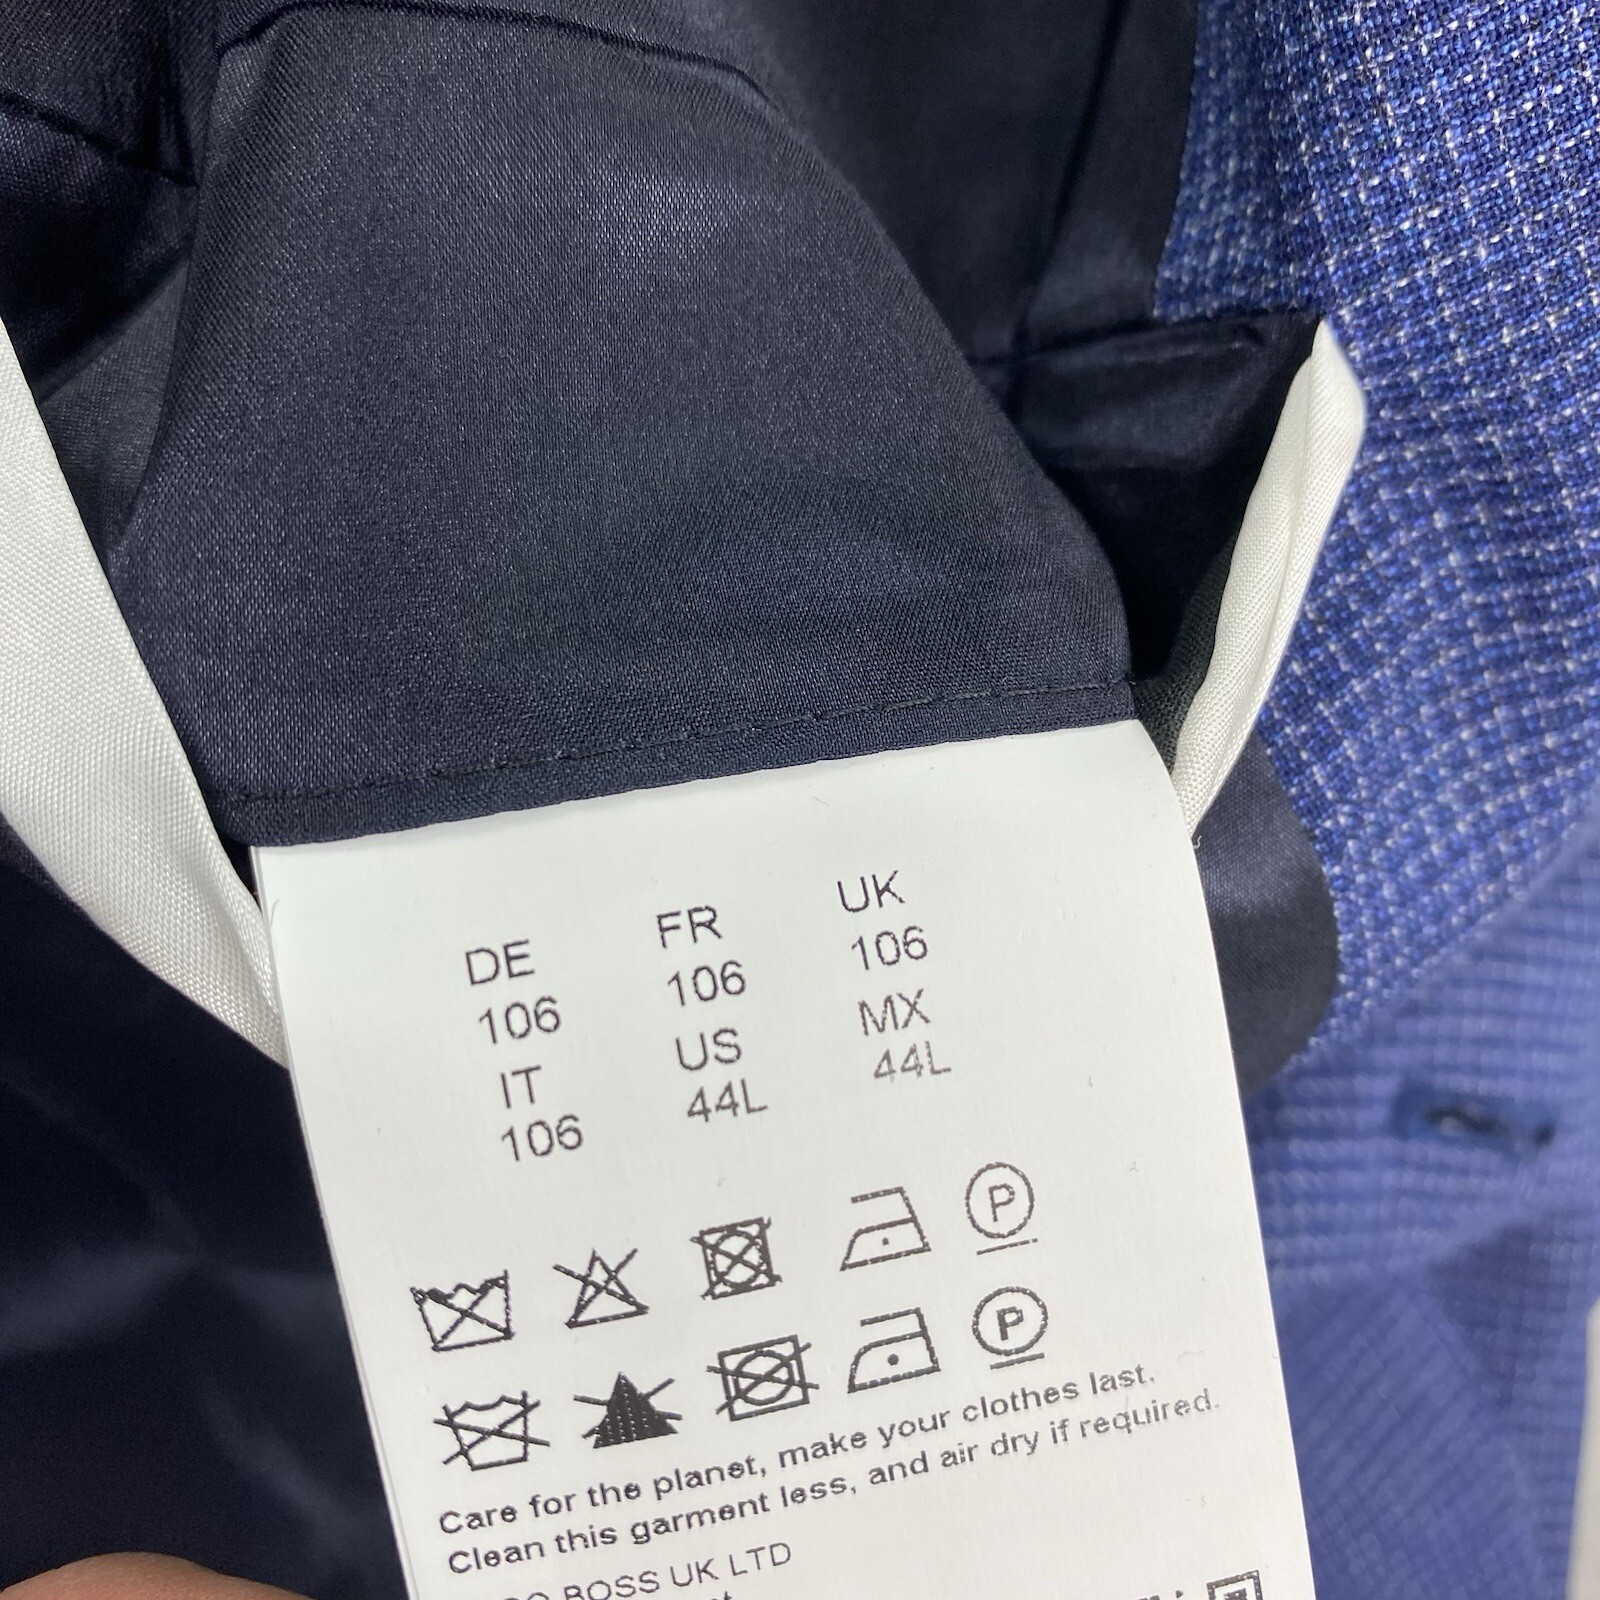 DE FR UK
106 106 106
IT US MX
106 44L 44L
P
P
Care for the planet, make your clothes last.
Clean this garment less, and air dry if required.
BOSS UK LTD